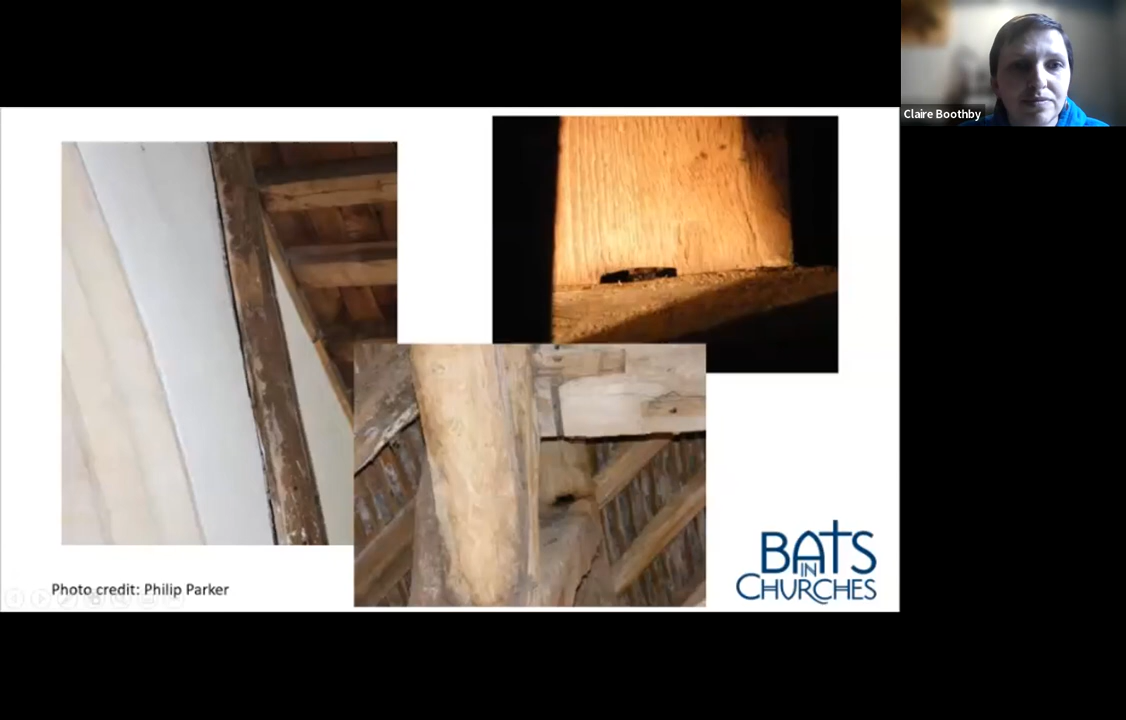 Claire Boothby
Photo credit: Philip Parker
BATS
IN
CHURCHES